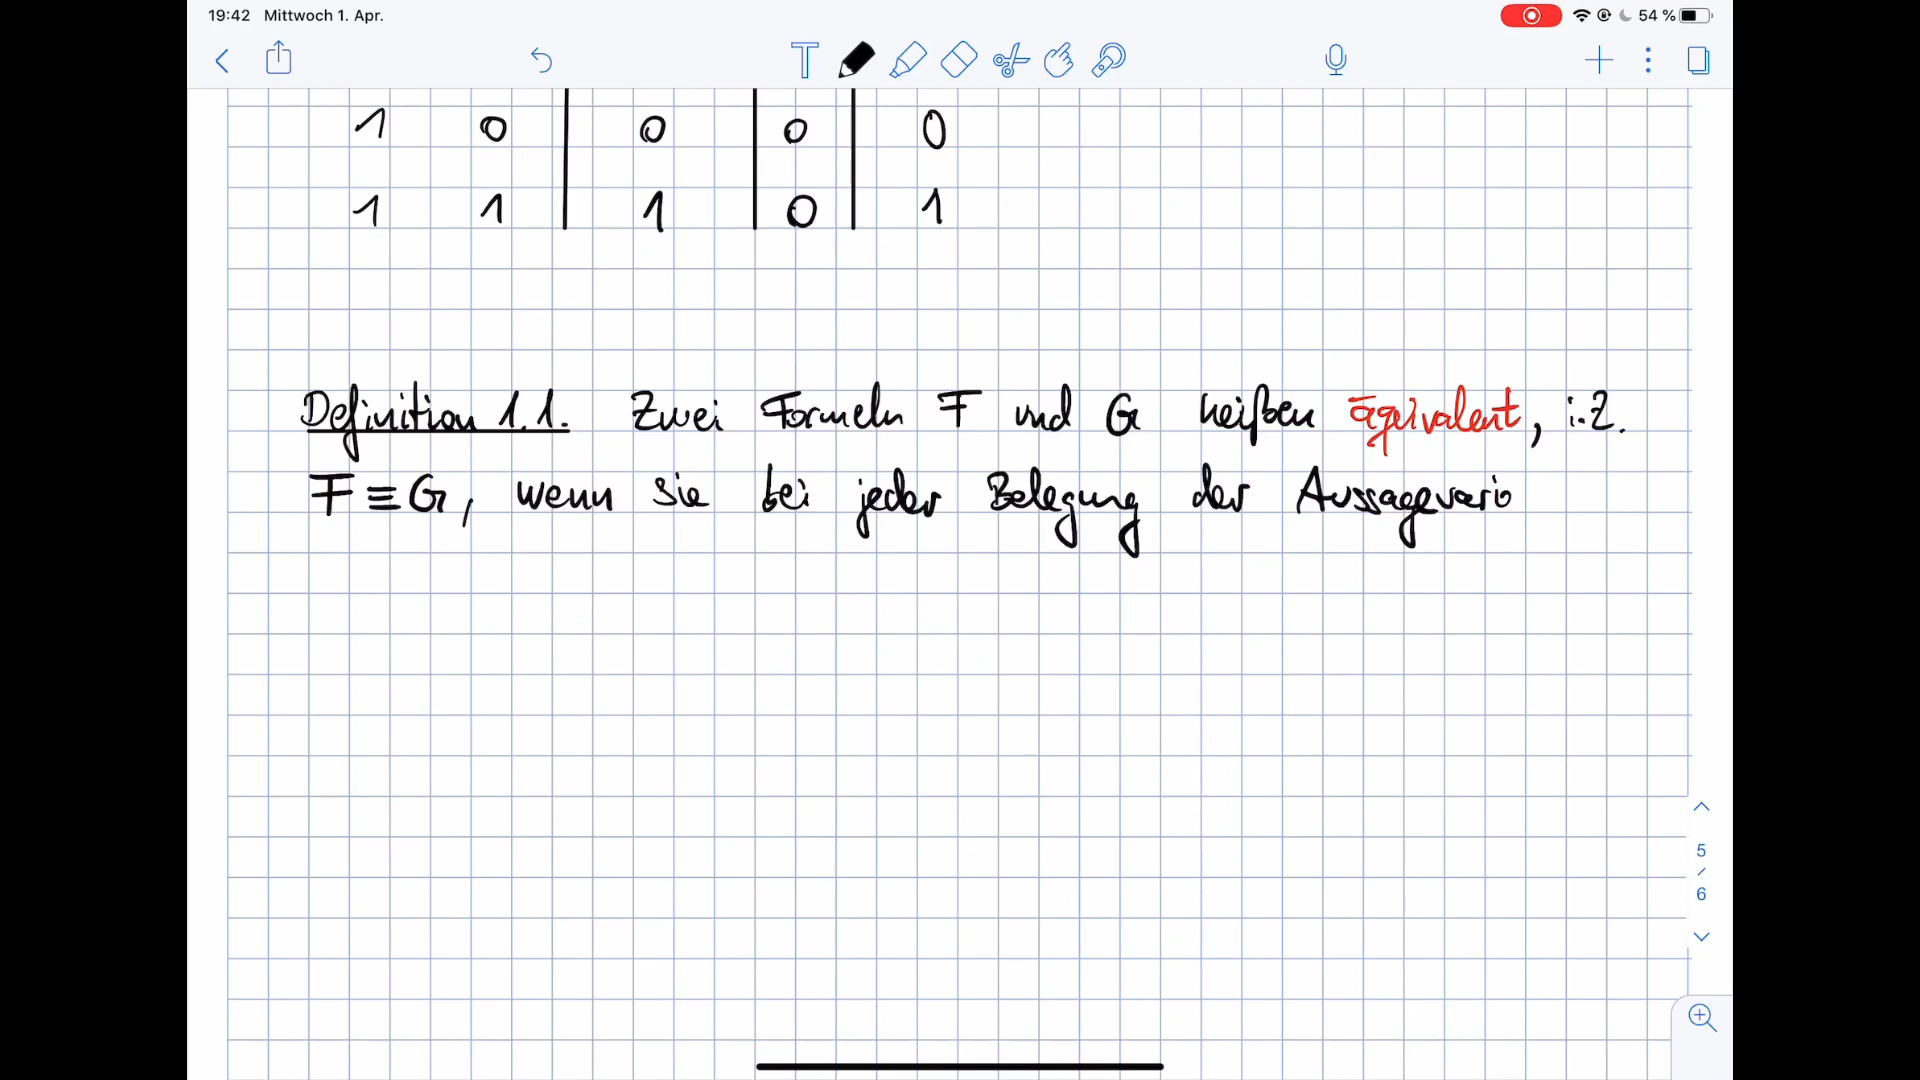 19:42 Mittwoch 1. Apr. 54 %
T
1 0 0 0 0
1 1 1 0 1
Definition 1.1. Zwei Formeln F und G heißen äquivalent, i.Z.
F ≡ G, wenn sie bei jeder Belegung der Aussagevaria
5
/
6